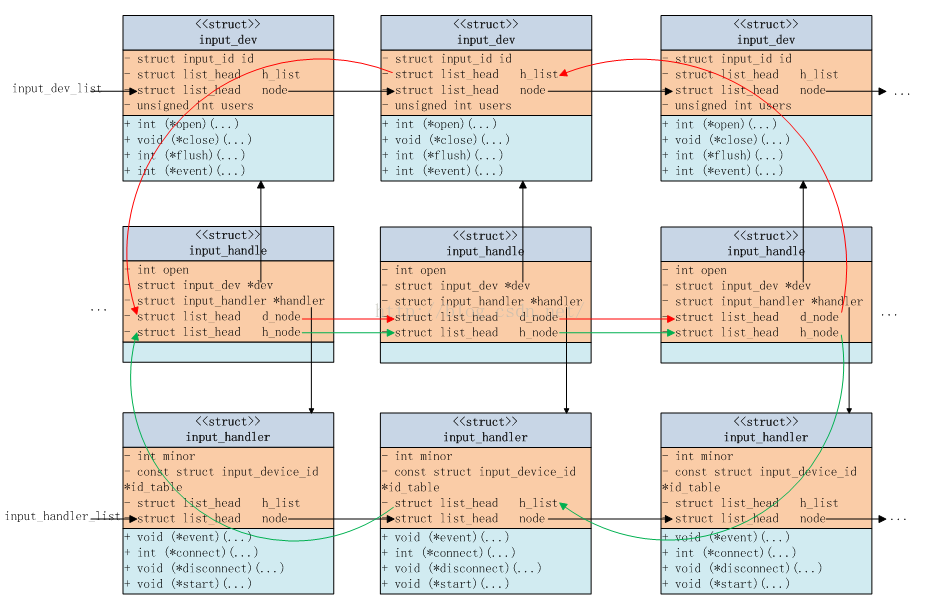 <<struct>>
input_dev
- struct input_id id
- struct list_head h_list
- struct list_head node
- unsigned int users
+ int (*open)(...)
+ void (*close)(...)
+ int (*flush)(...)
+ int (*event)(...)
<<struct>>
input_dev
- struct input_id id
- struct list_head h_list
- struct list_head node
- unsigned int users
+ int (*open)(...)
+ void (*close)(...)
+ int (*flush)(...)
+ int (*event)(...)
<<struct>>
input_dev
- struct input_id id
- struct list_head h_list
- struct list_head node
- unsigned int users
+ int (*open)(...)
+ void (*close)(...)
+ int (*flush)(...)
+ int (*event)(...)
input_dev_list
...
<<struct>>
input_handle
- int open
- struct input_dev *dev
- struct input_handler *handler
- struct list_head d_node
- struct list_head h_node
<<struct>>
input_handle
- int open
- struct input_dev *dev
- struct input_handler *handler
- struct list_head d_node
- struct list_head h_node
<<struct>>
input_handle
- int open
- struct input_dev *dev
- struct input_handler *handler
- struct list_head d_node
- struct list_head h_node
...
...
<<struct>>
input_handler
- int minor
- const struct input_device_id
*id_table
- struct list_head h_list
- struct list_head node
+ void (*event)(...)
+ int (*connect)(...)
+ void (*disconnect)(...)
+ void (*start)(...)
<<struct>>
input_handler
- int minor
- const struct input_device_id
*id_table
- struct list_head h_list
- struct list_head node
+ void (*event)(...)
+ int (*connect)(...)
+ void (*disconnect)(...)
+ void (*start)(...)
<<struct>>
input_handler
- int minor
- const struct input_device_id
*id_table
- struct list_head h_list
- struct list_head node
+ void (*event)(...)
+ int (*connect)(...)
+ void (*disconnect)(...)
+ void (*start)(...)
input_handler_list
...